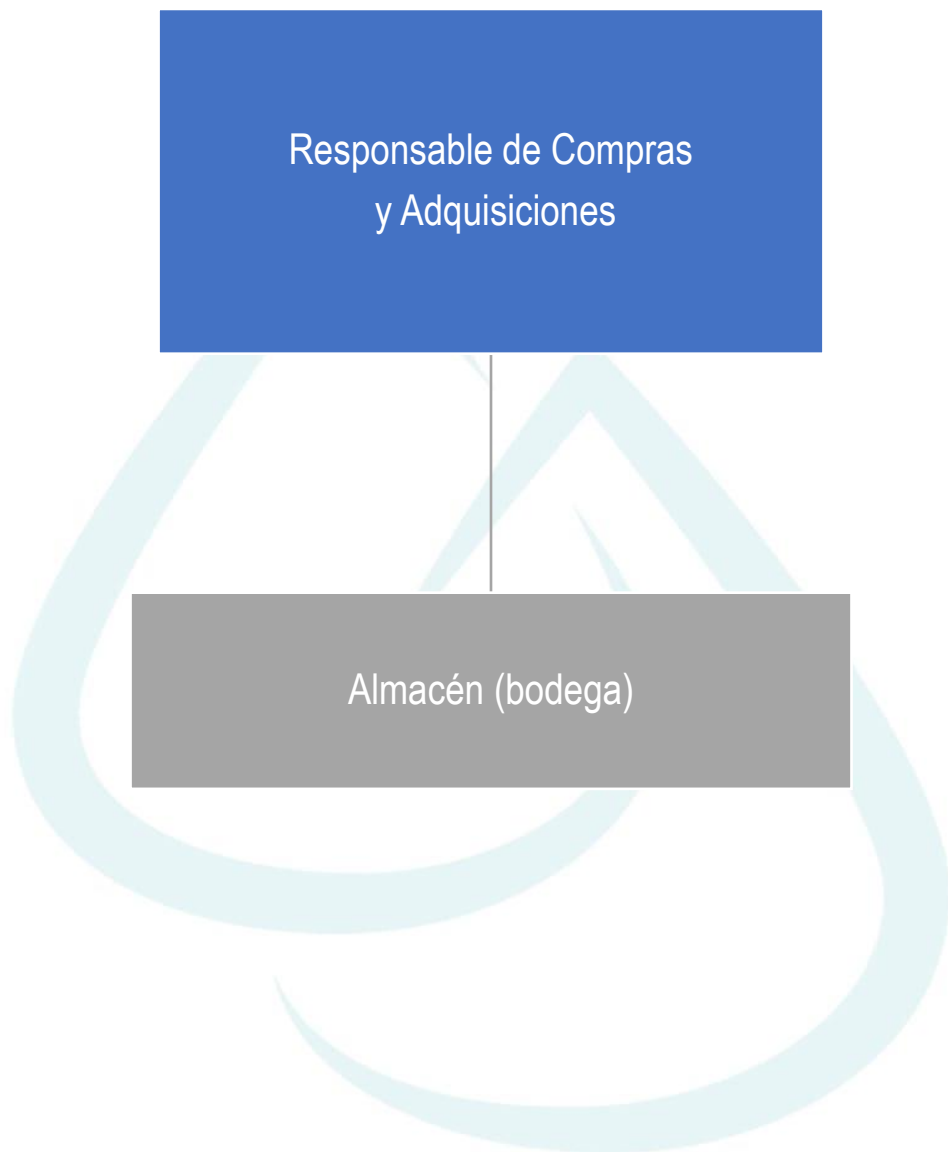 Responsable de Compras
y Adquisiciones
Almacén (bodega)